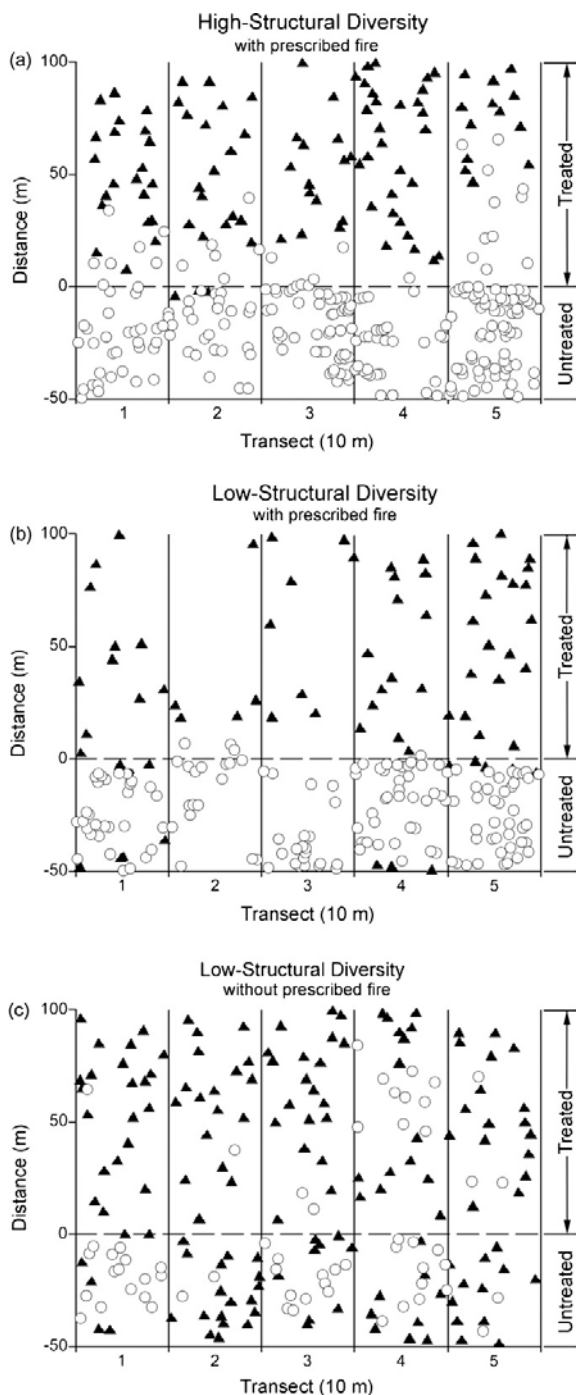 High-Structural Diversity
with prescribed fire
(a)
100
50
0
-50
Distance (m)
Treated
Untreated
1 2 3 4 5
Transect (10 m)
Low-Structural Diversity
with prescribed fire
(b)
100
50
0
-50
Distance (m)
Treated
Untreated
1 2 3 4 5
Transect (10 m)
Low-Structural Diversity
without prescribed fire
(c)
100
50
0
-50
Distance (m)
Treated
Untreated
1 2 3 4 5
Transect (10 m)